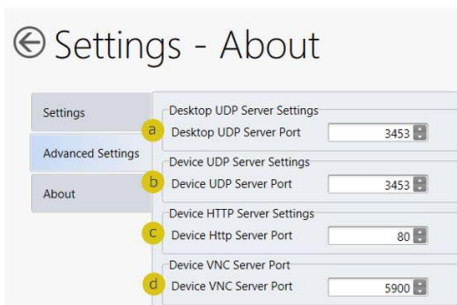 Settings - About
Settings
Advanced Settings
About
Desktop UDP Server Settings
a Desktop UDP Server Port 3453
Device UDP Server Settings
b Device UDP Server Port 3453
Device HTTP Server Settings
c Device Http Server Port 80
Device VNC Server Port
d Device VNC Server Port 5900